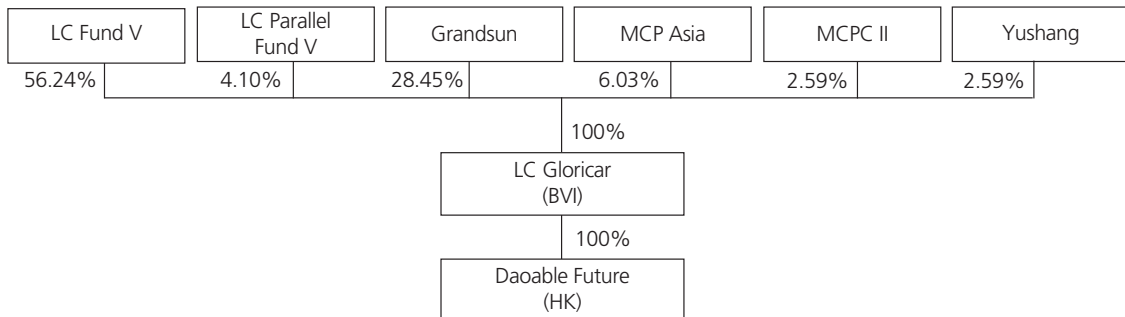 LC Fund V
LC Parallel
Fund V
Grandsun
MCP Asia
MCPC II
Yushang
56.24%
4.10%
28.45%
6.03%
2.59%
2.59%
100%
LC Gloricar
(BVI)
100%
Daoable Future
(HK)